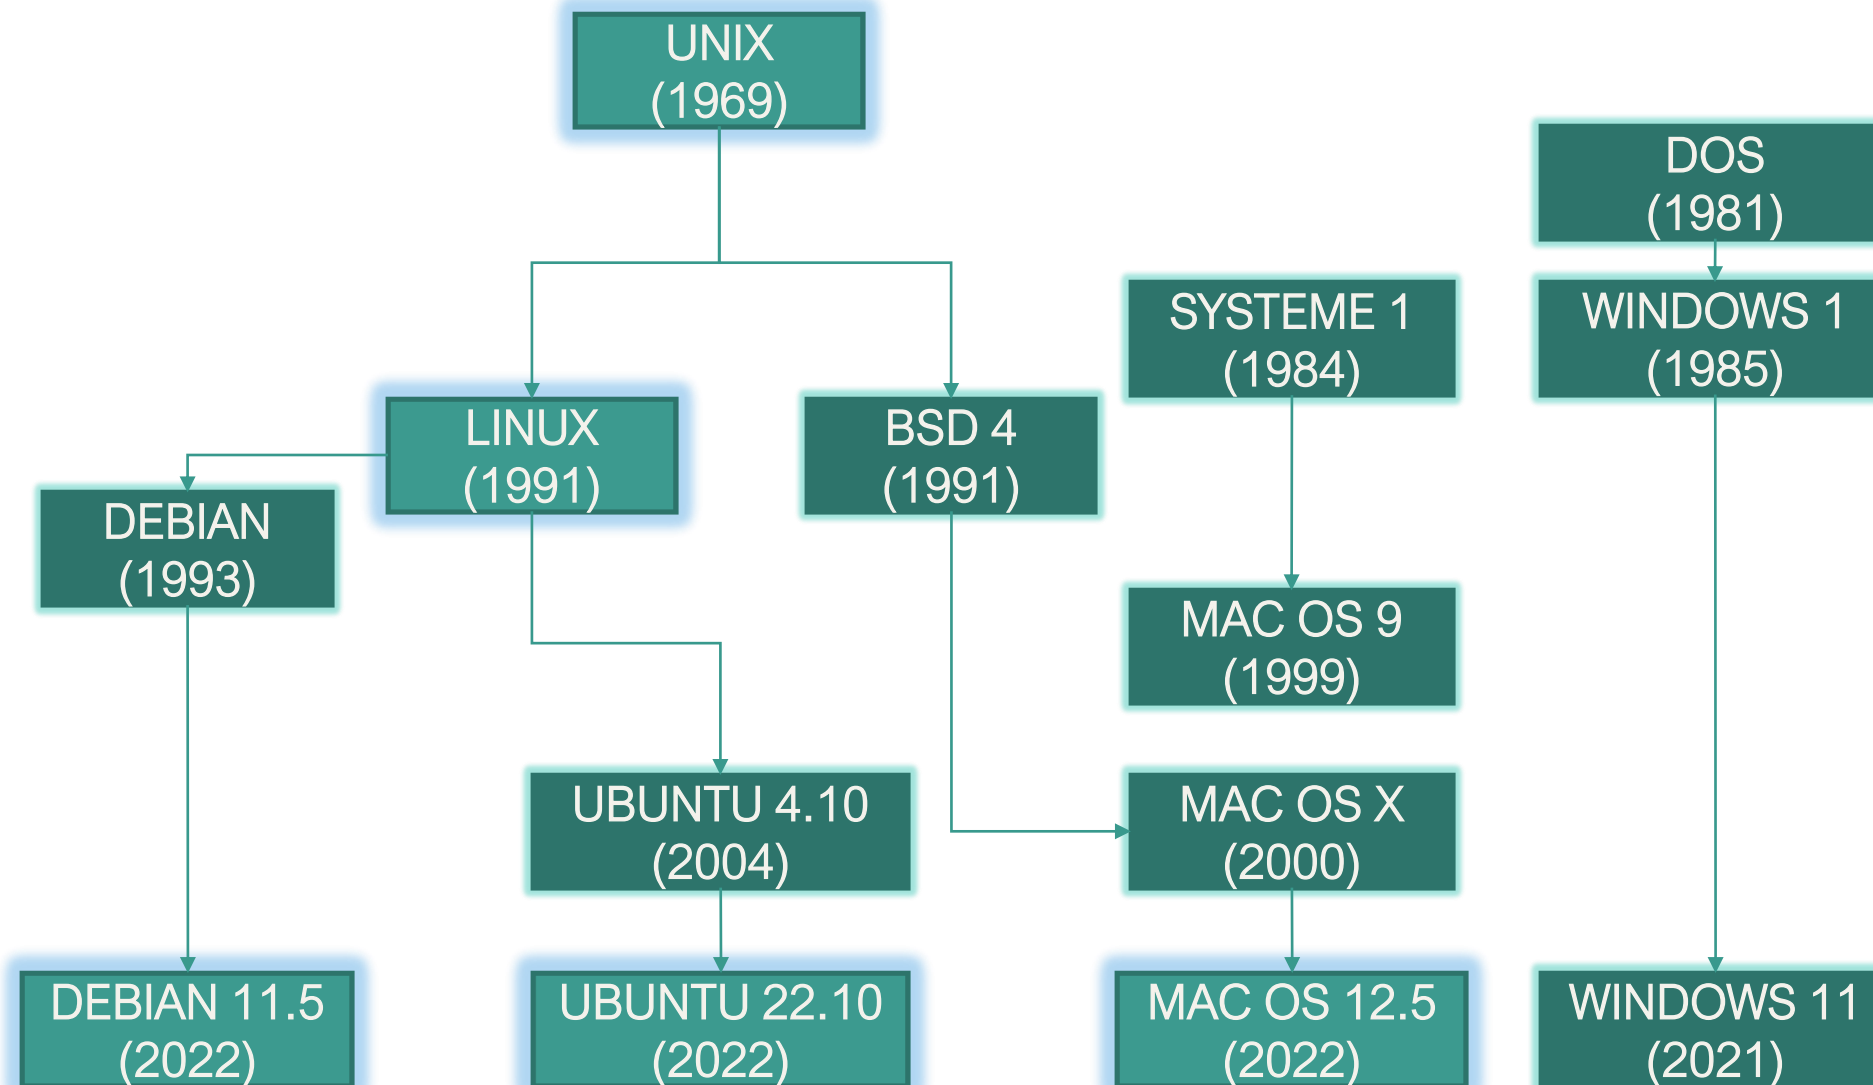 UNIX
(1969)
DOS
(1981)
SYSTEME 1
(1984)
WINDOWS 1
(1985)
LINUX
(1991)
BSD 4
(1991)
DEBIAN
(1993)
MAC OS 9
(1999)
UBUNTU 4.10
(2004)
MAC OS X
(2000)
DEBIAN 11.5
(2022)
UBUNTU 22.10
(2022)
MAC OS 12.5
(2022)
WINDOWS 11
(2021)